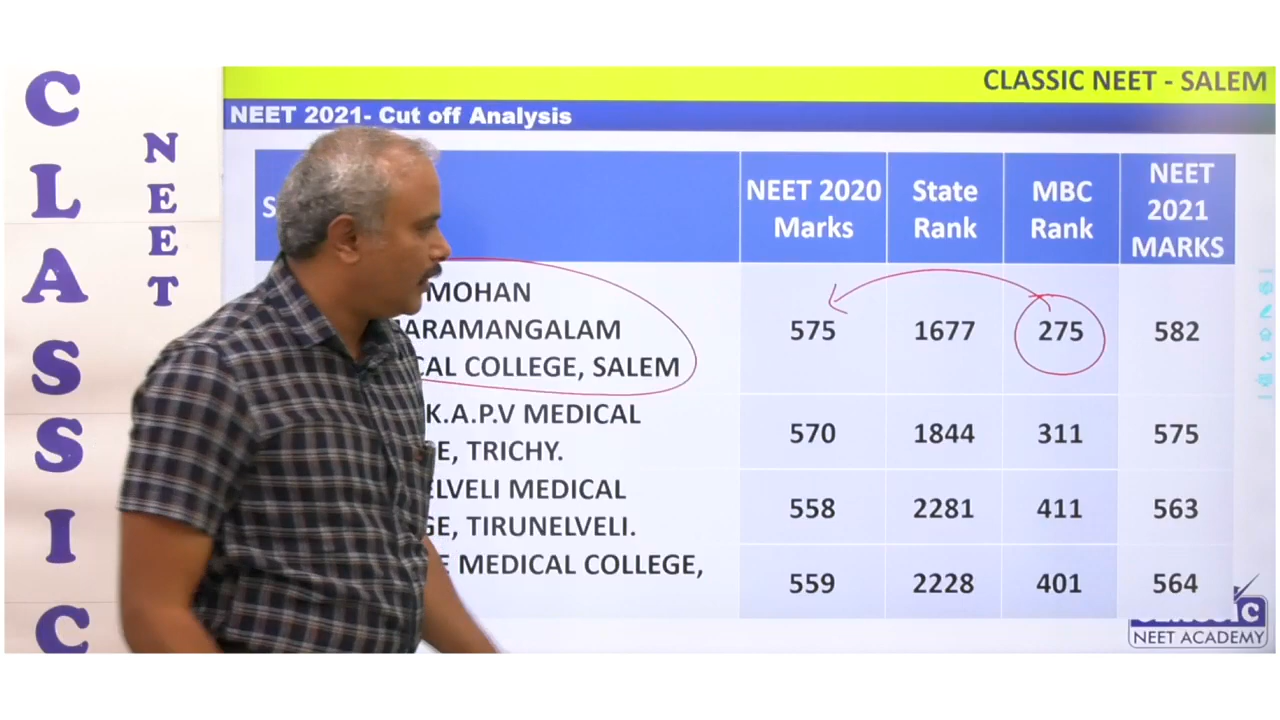 CLASSIC
NEET
CLASSIC NEET - SALEM
NEET 2021- Cut off Analysis
S
NEET 2020 Marks
State Rank
MBC Rank
NEET 2021 MARKS
MOHAN
ARAMANGALAM
CAL COLLEGE, SALEM
575 1677 275 582
K.A.P.V MEDICAL
E, TRICHY.
570 1844 311 575
ELVELI MEDICAL
GE, TIRUNELVELI.
558 2281 411 563
E MEDICAL COLLEGE,
559 2228 401 564
NEET ACADEMY